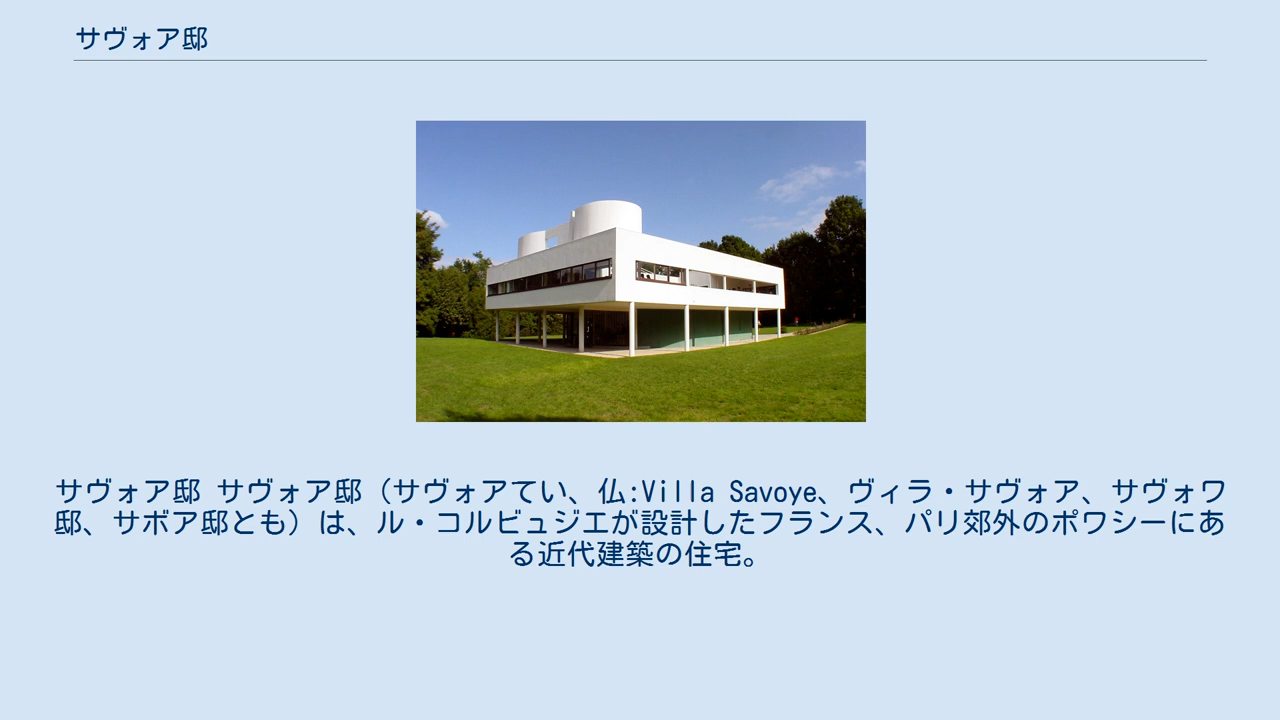 サヴォア邸
サヴォア邸 サヴォア邸（サヴォアてい、仏:Villa Savoye、ヴィラ・サヴォア、サヴォワ
邸、サボア邸とも）は、ル・コルビュジエが設計したフランス、パリ郊外のポワシーにあ
る近代建築の住宅。